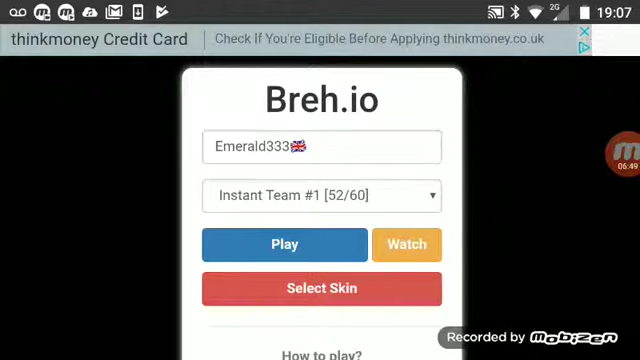 2G 19:07
thinkmoney Credit Card Check If You're Eligible Before Applying thinkmoney.co.uk
Breh.io
Emerald333🇬🇧
06:49
Instant Team #1 [52/60]
Play Watch
Select Skin
Recorded by mobizen
How to play?